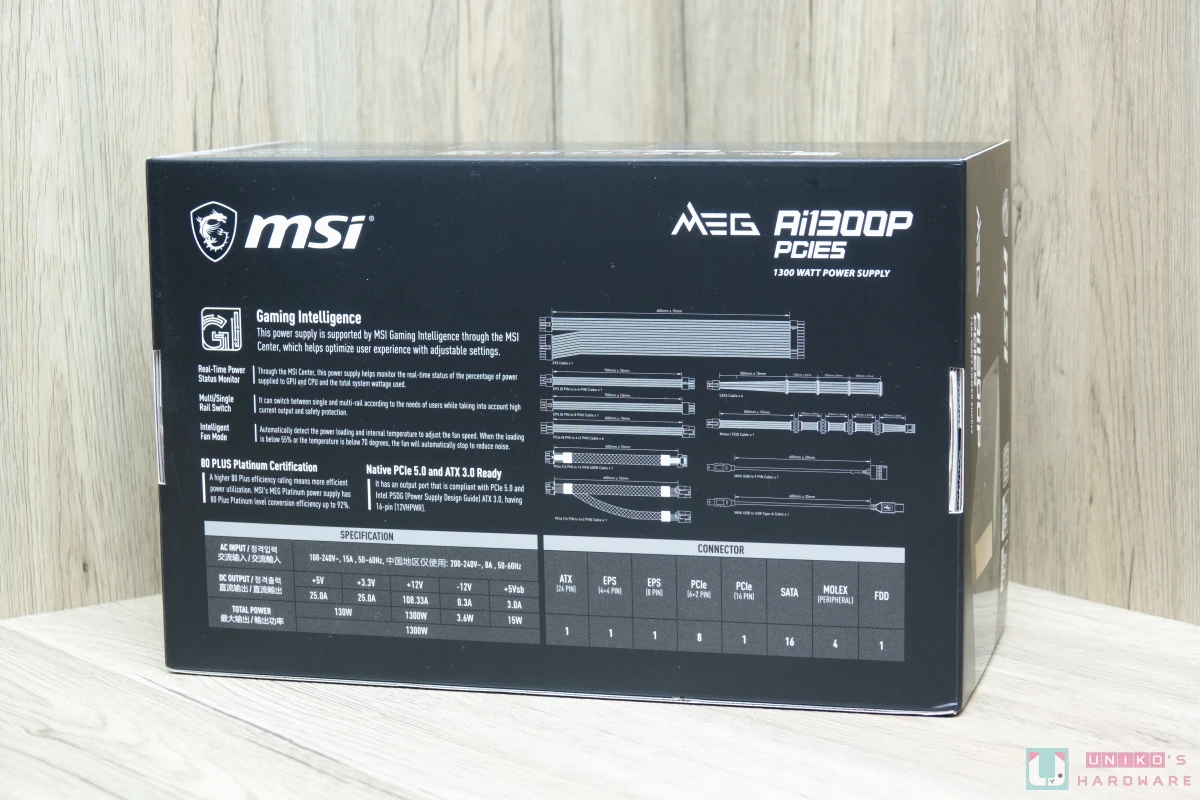 msi®
MEG Ai1300P
PCIE5
1300 WATT POWER SUPPLY
Gaming Intelligence
This power supply is supported by MSI Gaming Intelligence through the MSI
Center, which helps optimize user experience with adjustable settings.
Real-Time Power
Status Monitor
Through the MSI Center, this power supply helps monitor the real-time status of the percentage of power
supplied to GPU and CPU and the total system wattage used.
Multi/Single
Rail Switch
It can switch between single and multi-rail according to the needs of users while taking into account high
current output and safety protection.
Intelligent
Fan Mode
Automatically detect the power loading and internal temperature to adjust the fan speed. When the loading
is below 55% or the temperature is below 70 degrees, the fan will automatically stop to reduce noise.
80 PLUS Platinum Certification
A higher 80 Plus efficiency rating means more efficient
power utilization. MSI's MEG Platinum power supply has
80 Plus Platinum level conversion efficiency up to 92%.
Native PCIe 5.0 and ATX 3.0 Ready
It has an output port that is compliant with PCIe 5.0 and
Intel PSDG (Power Supply Design Guide) ATX 3.0, having
16-pin (12VHPWR).
600mm ± 10mm
ATX Cable x 1
SATA Cable x 4
SPECIFICATION
AC INPUT / 정격입력
交流输入 / 交流輸入
100-240V~, 15A , 50-60Hz, 中国地区仅使用: 200-240V~, 8A , 50-60Hz
DC OUTPUT / 정격출력
直流输出 / 直流輸出
+5V +3.3V +12V -12V +5Vsb
25.0A 25.0A 108.33A 0.3A 3.0A
TOTAL POWER
最大输出 / 輸出功率
130W 1300W 3.6W 15W
1300W
CONNECTOR
ATX (24 PIN) EPS (4+4 PIN) EPS (8 PIN) PCIe (6+2 PIN) PCIe (16 PIN) SATA MOLEX (PERIPHERAL) FDD
1 1 1 8 1 16 4 1
UNIKO'S
HARDWARE